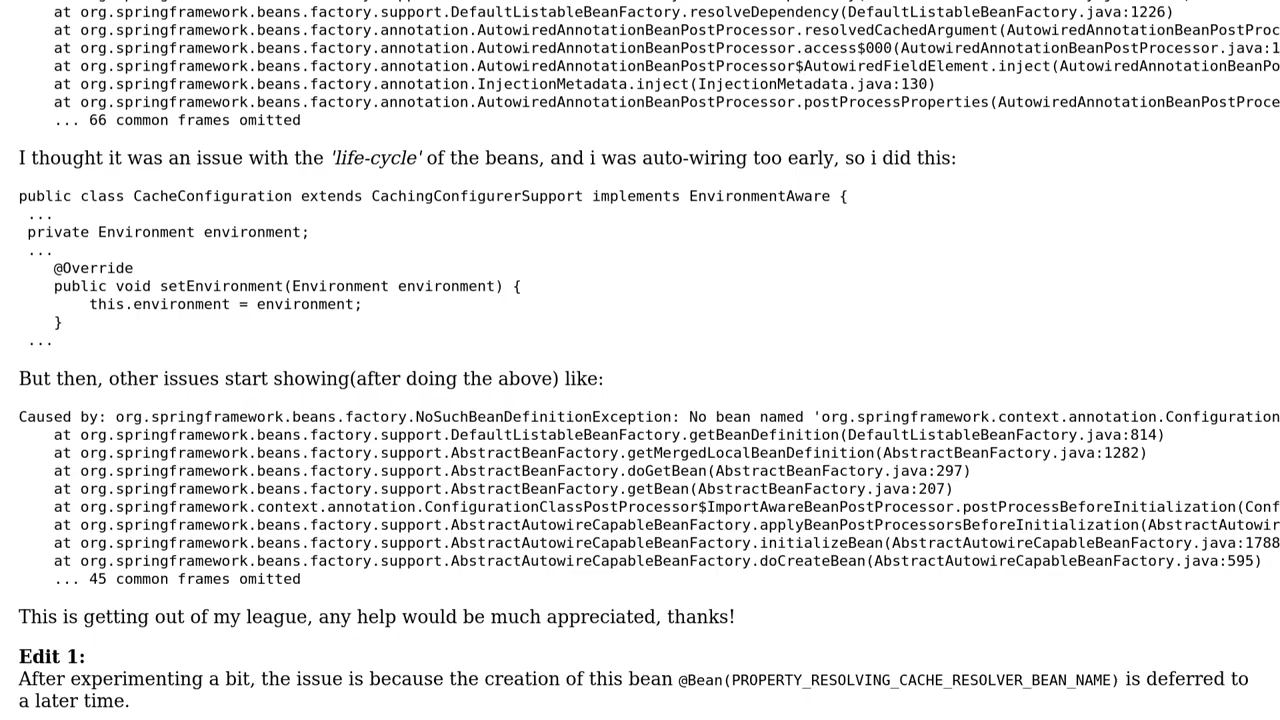 at org.springframework.beans.factory.support.DefaultListableBeanFactory.resolveDependency(DefaultListableBeanFactory.java:1226)
at org.springframework.beans.factory.annotation.AutowiredAnnotationBeanPostProcessor.resolvedCachedArgument(AutowiredAnnotationBeanPostProc
at org.springframework.beans.factory.annotation.AutowiredAnnotationBeanPostProcessor.access$000(AutowiredAnnotationBeanPostProcessor.java:1
at org.springframework.beans.factory.annotation.AutowiredAnnotationBeanPostProcessor$AutowiredFieldElement.inject(AutowiredAnnotationBeanPo
at org.springframework.beans.factory.annotation.InjectionMetadata.inject(InjectionMetadata.java:130)
at org.springframework.beans.factory.annotation.AutowiredAnnotationBeanPostProcessor.postProcessProperties(AutowiredAnnotationBeanPostProce
... 66 common frames omitted
I thought it was an issue with the 'life-cycle' of the beans, and i was auto-wiring too early, so i did this:
public class CacheConfiguration extends CachingConfigurerSupport implements EnvironmentAware {
...
private Environment environment;
...
@Override
public void setEnvironment(Environment environment) {
this.environment = environment;
}
...
But then, other issues start showing(after doing the above) like:
Caused by: org.springframework.beans.factory.NoSuchBeanDefinitionException: No bean named 'org.springframework.context.annotation.Configuration
at org.springframework.beans.factory.support.DefaultListableBeanFactory.getBeanDefinition(DefaultListableBeanFactory.java:814)
at org.springframework.beans.factory.support.AbstractBeanFactory.getMergedLocalBeanDefinition(AbstractBeanFactory.java:1282)
at org.springframework.beans.factory.support.AbstractBeanFactory.doGetBean(AbstractBeanFactory.java:297)
at org.springframework.beans.factory.support.AbstractBeanFactory.getBean(AbstractBeanFactory.java:207)
at org.springframework.context.annotation.ConfigurationClassPostProcessor$ImportAwareBeanPostProcessor.postProcessBeforeInitialization(Conf
at org.springframework.beans.factory.support.AbstractAutowireCapableBeanFactory.applyBeanPostProcessorsBeforeInitialization(AbstractAutowir
at org.springframework.beans.factory.support.AbstractAutowireCapableBeanFactory.initializeBean(AbstractAutowireCapableBeanFactory.java:1788
at org.springframework.beans.factory.support.AbstractAutowireCapableBeanFactory.doCreateBean(AbstractAutowireCapableBeanFactory.java:595)
... 45 common frames omitted
This is getting out of my league, any help would be much appreciated, thanks!
Edit 1:
After experimenting a bit, the issue is because the creation of this bean @Bean(PROPERTY_RESOLVING_CACHE_RESOLVER_BEAN_NAME) is deferred to
a later time.